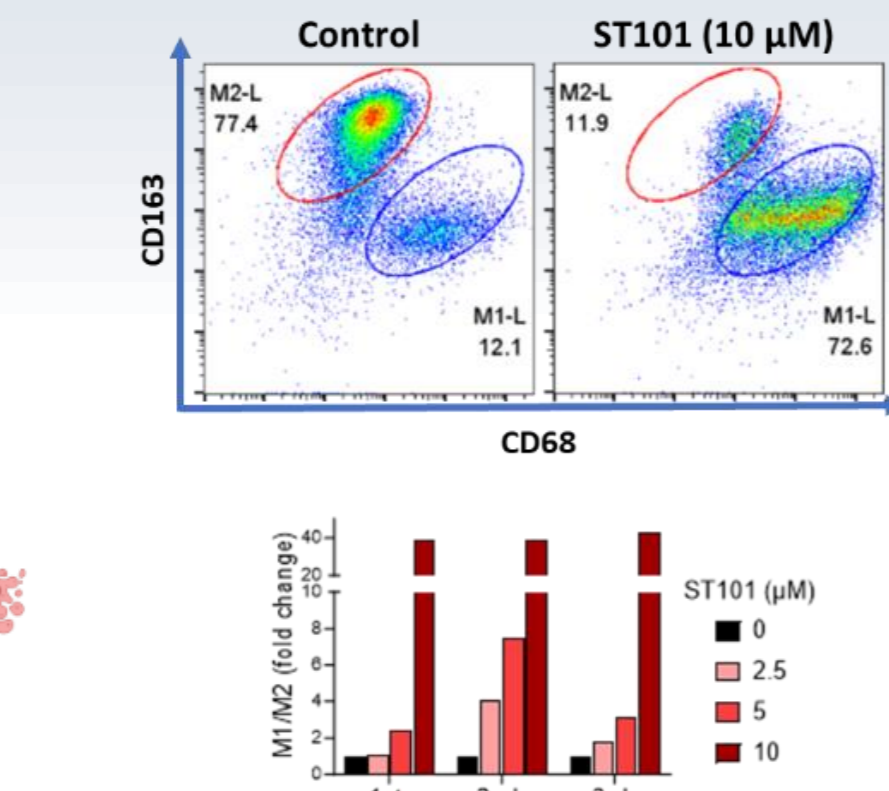 Control
ST101 (10 µM)
M2-L
77.4
M1-L
12.1
M2-L
11.9
M1-L
72.6
CD163
CD68
M1/M2 (fold change)
40
20
10
8
6
4
2
0
ST101 (µM)
0
2.5
5
10